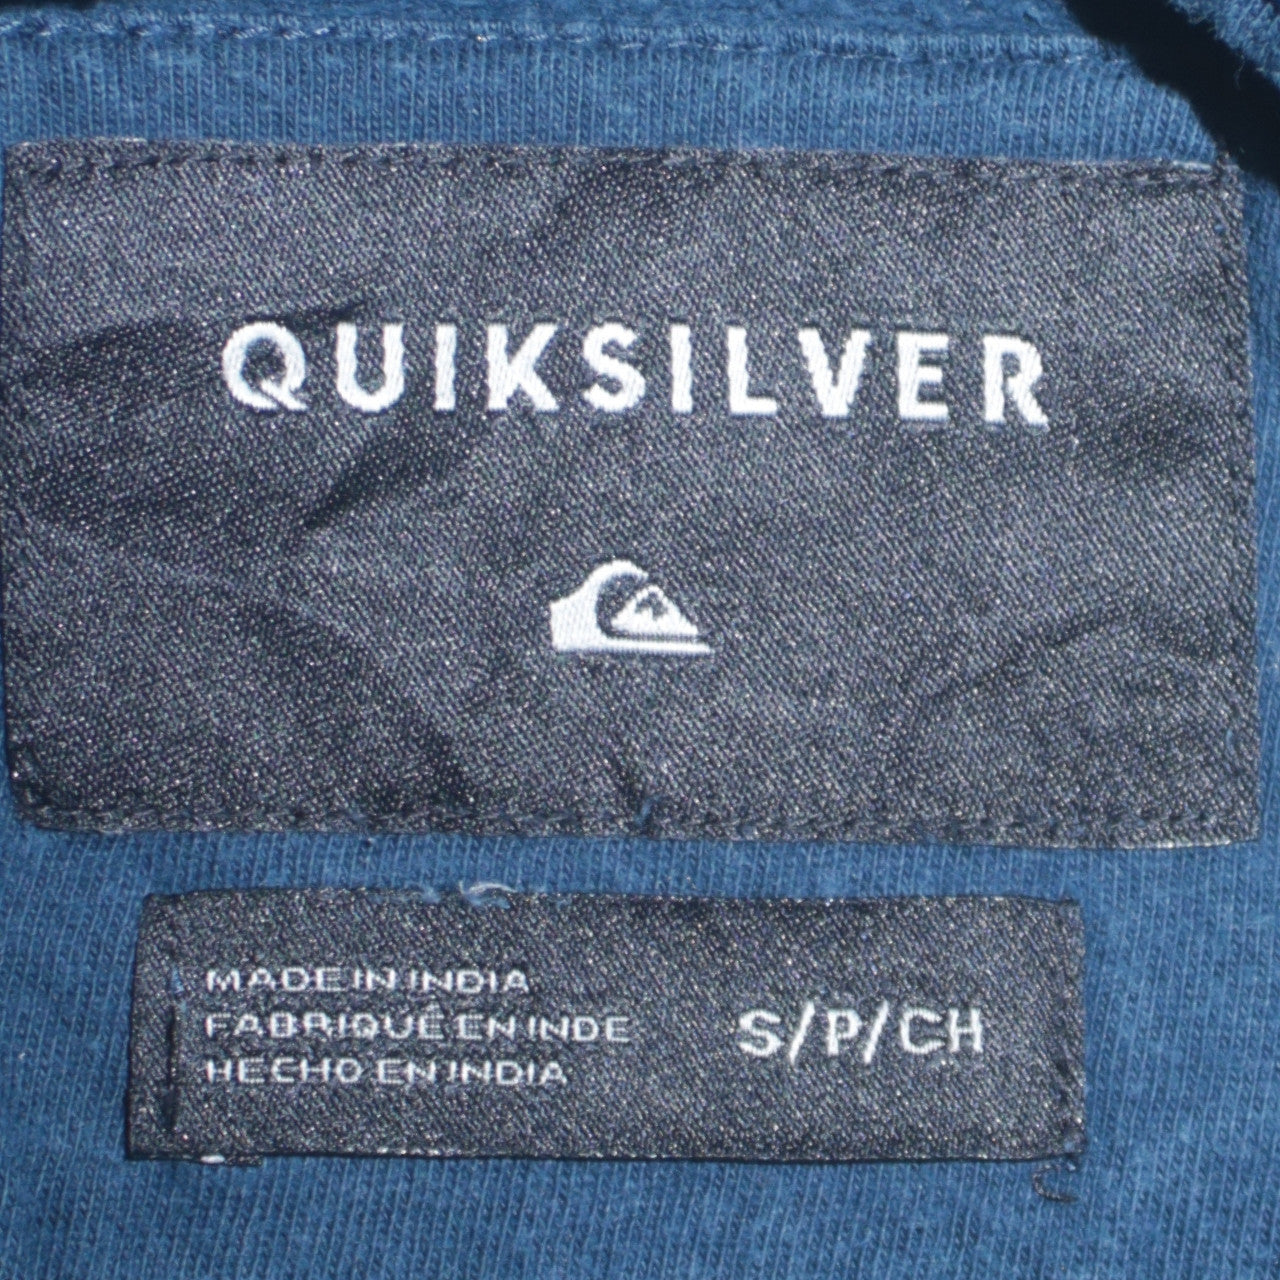 QUIKSILVER
MADE IN INDIA
FABRIQUÉ EN INDE
HECHO EN INDIA
S/P/CH